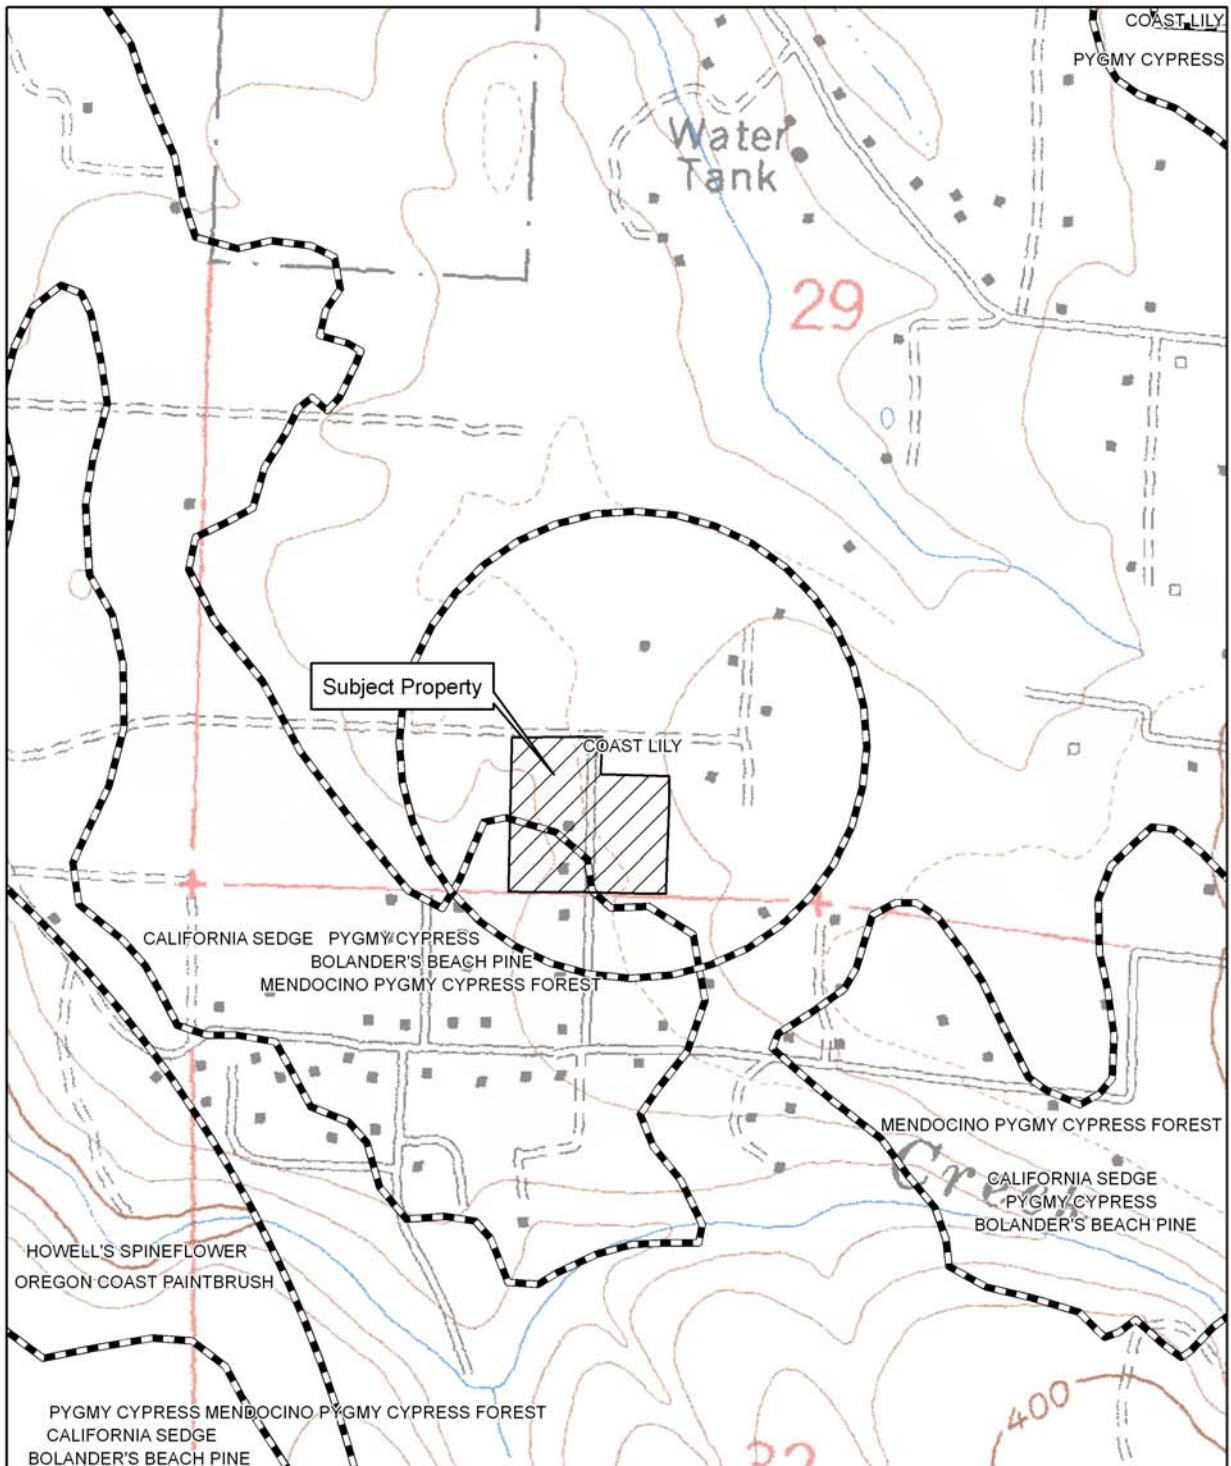 COAST LILY
PYGMY CYPRESS
Water
Tank
29
Subject Property
COAST LILY
CALIFORNIA SEDGE PYGMY CYPRESS
BOLANDER'S BEACH PINE
MENDOCINO PYGMY CYPRESS FOREST
MENDOCINO PYGMY CYPRESS FOREST
Creek
CALIFORNIA SEDGE
PYGMY CYPRESS
BOLANDER'S BEACH PINE
HOWELL'S SPINEFLOWER
OREGON COAST PAINTBRUSH
400
PYGMY CYPRESS MENDOCINO PYGMY CYPRESS FOREST
CALIFORNIA SEDGE
BOLANDER'S BEACH PINE